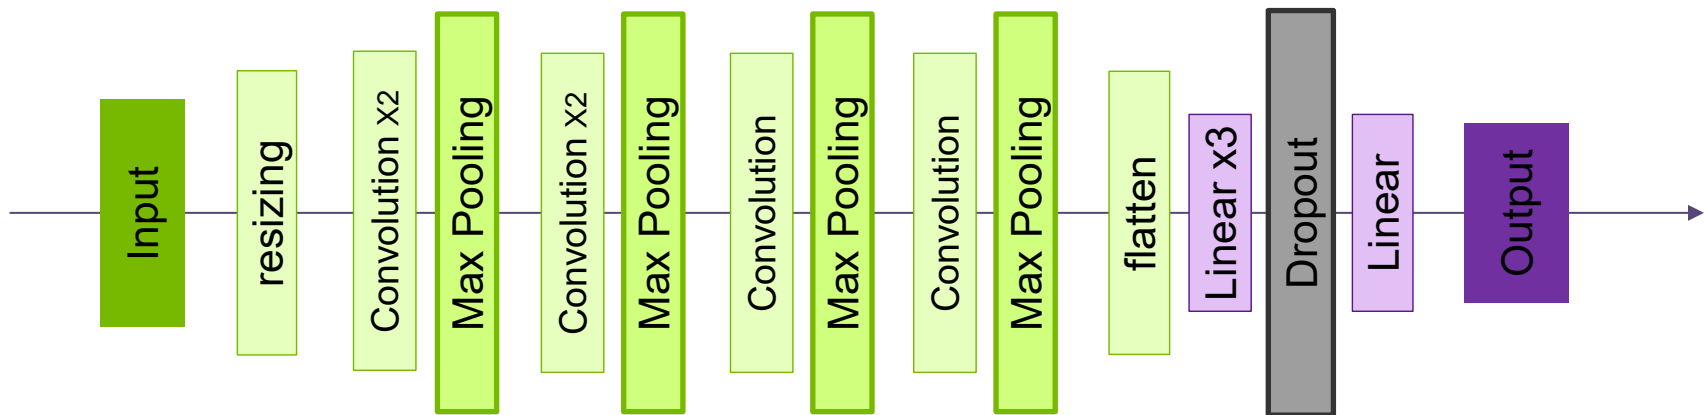 Input
resizing
Convolution X2
Max Pooling
Convolution X2
Max Pooling
Convolution
Max Pooling
Convolution
Max Pooling
flatten
Linear x3
Dropout
Linear
Output